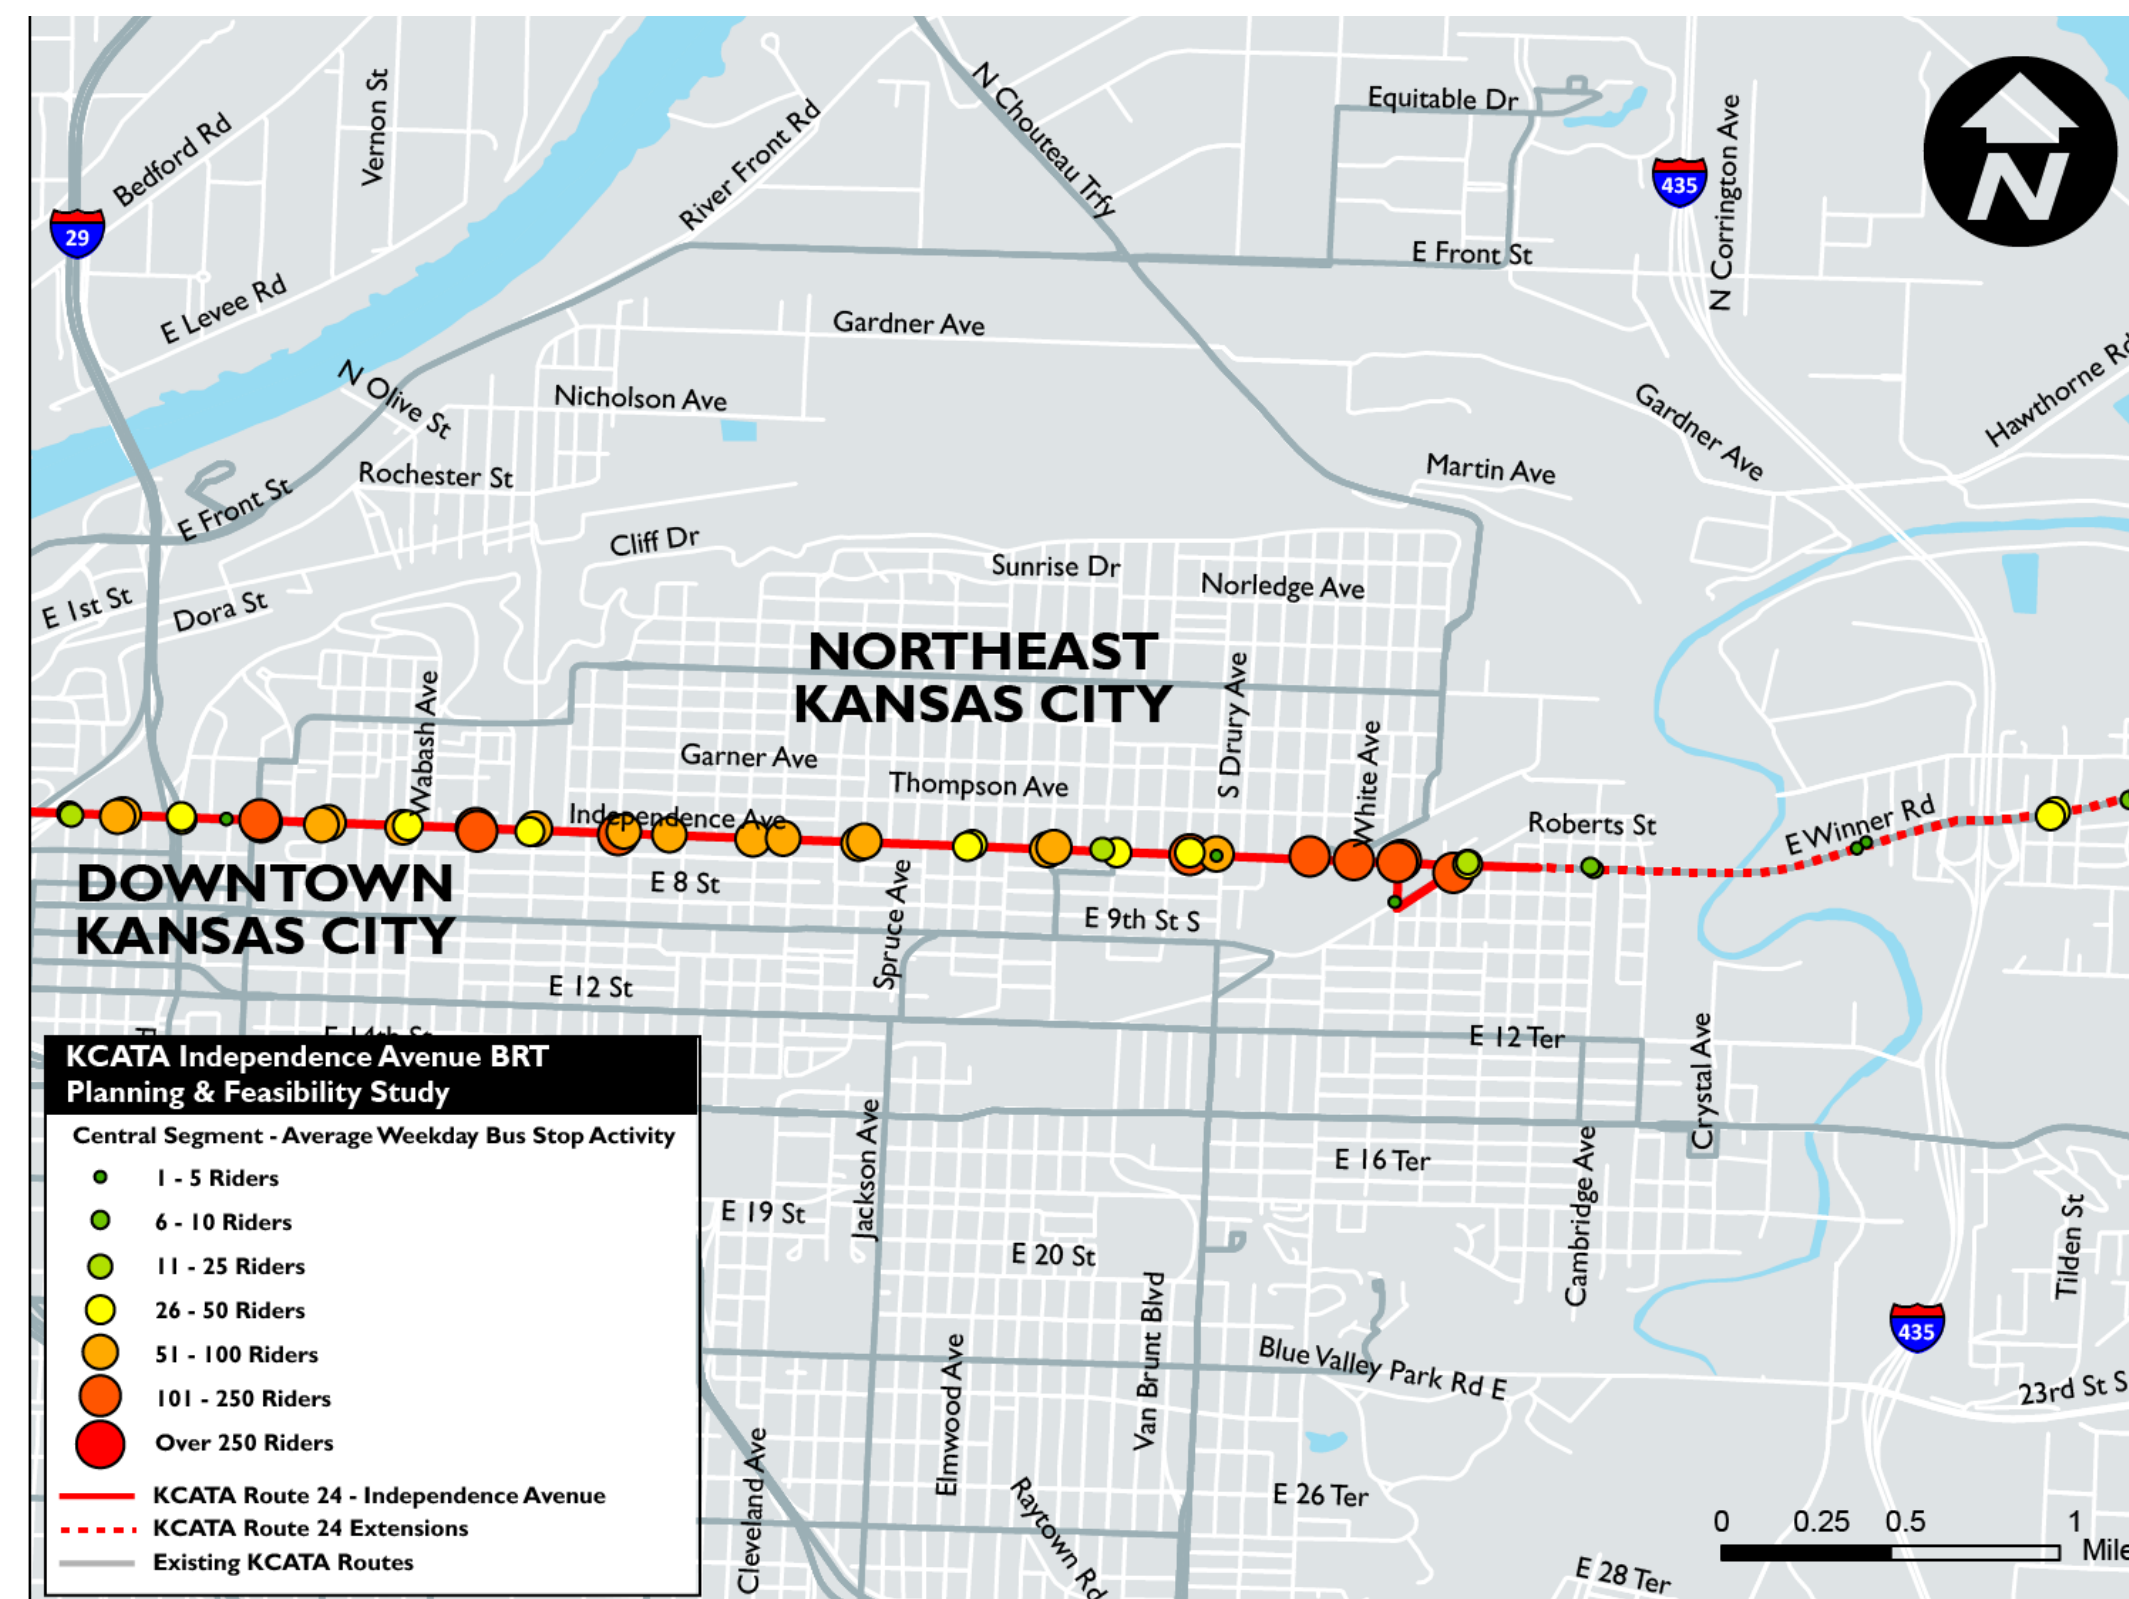 Equitable Dr
N Chouteau Trfy
Vernon St
Bedford Rd
River Front Rd
N Corrington Ave
435
N
29
E Front St
E Levee Rd
Gardner Ave
Hawthorne Rd
N Olive St
Nicholson Ave
Gardner Ave
Rochester St
Martin Ave
E Front St
Cliff Dr
Sunrise Dr
Norledge Ave
E 1st St
Dora St
NORTHEAST
KANSAS CITY
Wabash Ave
S Drury Ave
White Ave
Garner Ave
Thompson Ave
Independence Ave
Roberts St
E Winner Rd
DOWNTOWN
KANSAS CITY
E 8 St
Spruce Ave
E 9th St S
E 12 St
E 14th St
E 12 Ter
Crystal Ave
KCATA Independence Avenue BRT
Planning & Feasibility Study
Central Segment - Average Weekday Bus Stop Activity
1 - 5 Riders
6 - 10 Riders
11 - 25 Riders
26 - 50 Riders
51 - 100 Riders
101 - 250 Riders
Over 250 Riders
KCATA Route 24 - Independence Avenue
KCATA Route 24 Extensions
Existing KCATA Routes
Jackson Ave
E 16 Ter
Cambridge Ave
E 19 St
E 20 St
Tilden St
Van Brunt Blvd
Elmwood Ave
Blue Valley Park Rd E
435
23rd St S
Cleveland Ave
Raytown Rd
E 26 Ter
0 0.25 0.5 1
Mile
E 28 Ter